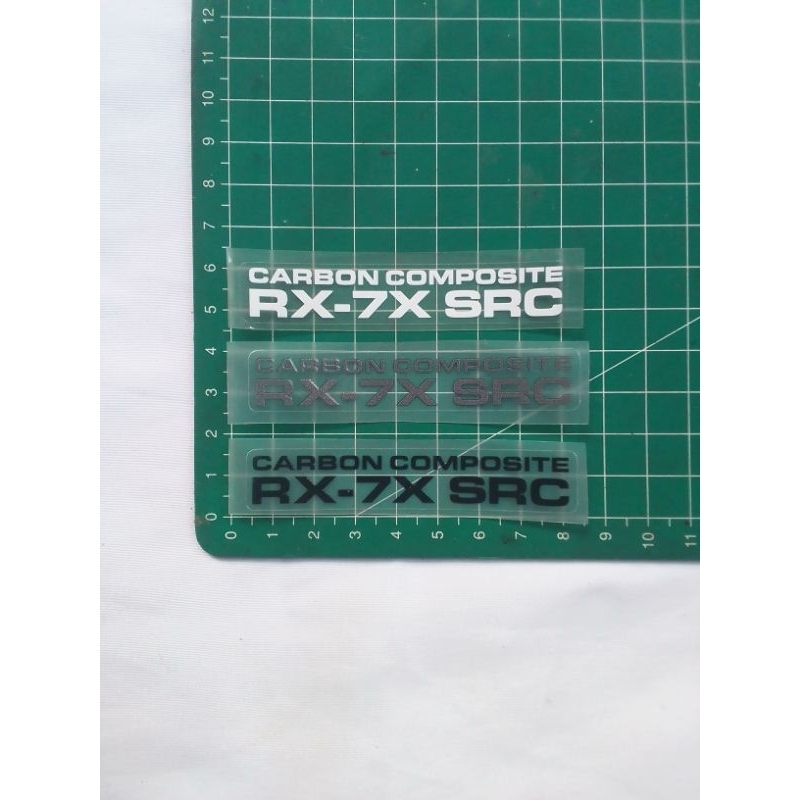 12
11
10
9
8
7
6
5
4
3
2
1
0
CARBON COMPOSITE
RX-7X SRC
CARBON COMPOSITE
RX-7X SRC
CARBON COMPOSITE
RX-7X SRC
0 1 2 3 4 5 6 7 8 9 10 11